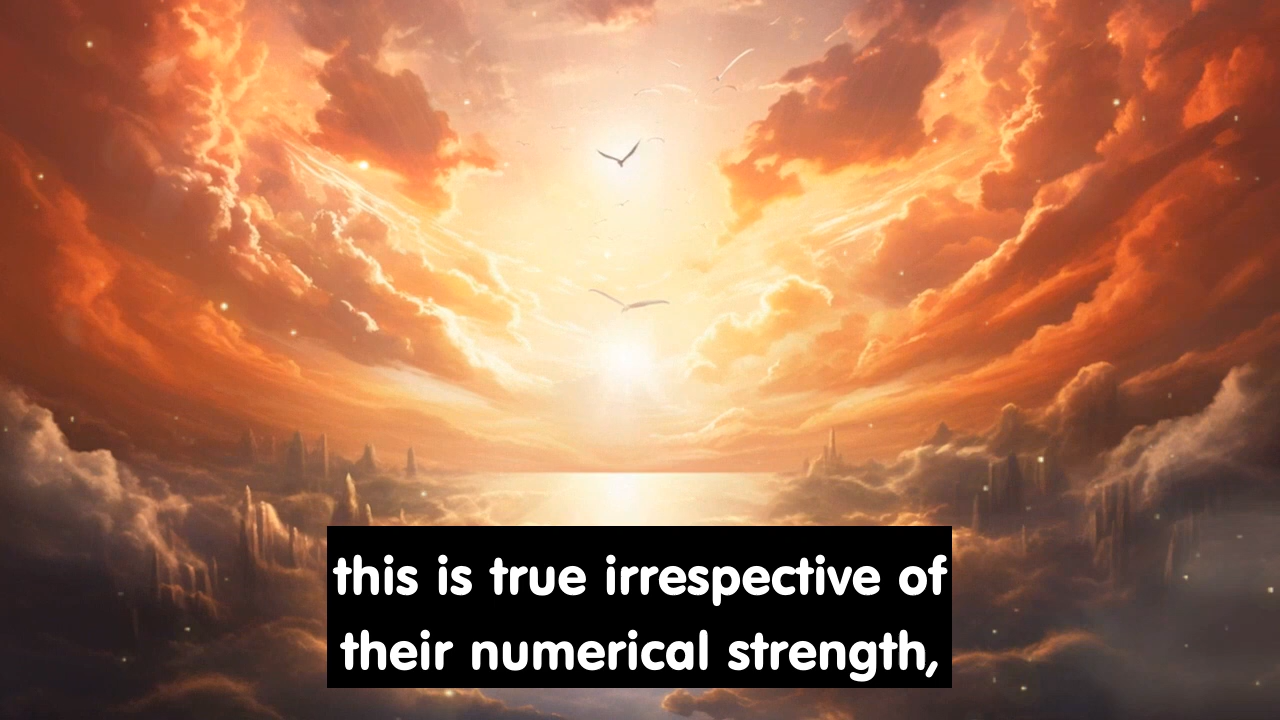 this is true irrespective of
their numerical strength,